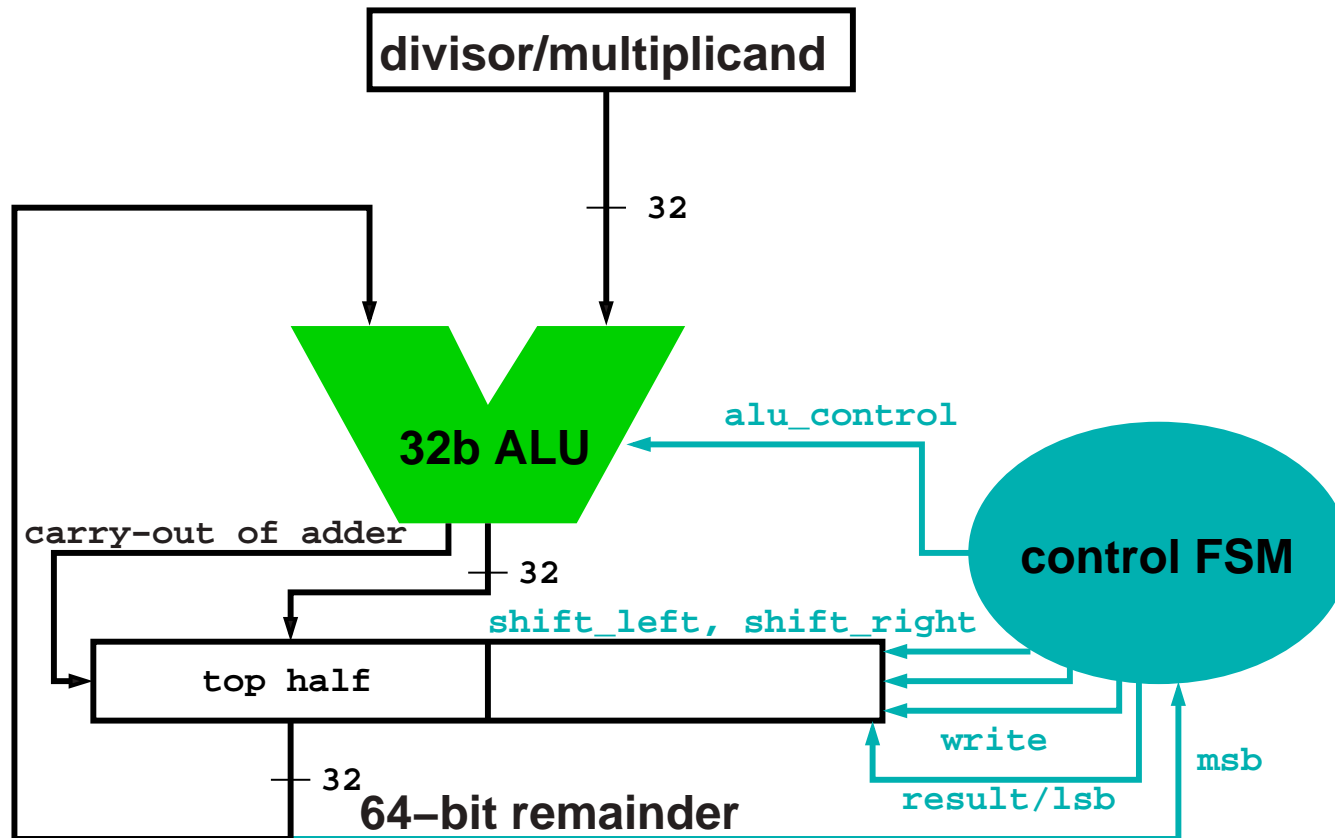 divisor/multiplicand
32
alu_control
32b ALU
carry-out of adder
control FSM
32
shift_left, shift_right
top half
write
msb
32
result/lsb
64-bit remainder